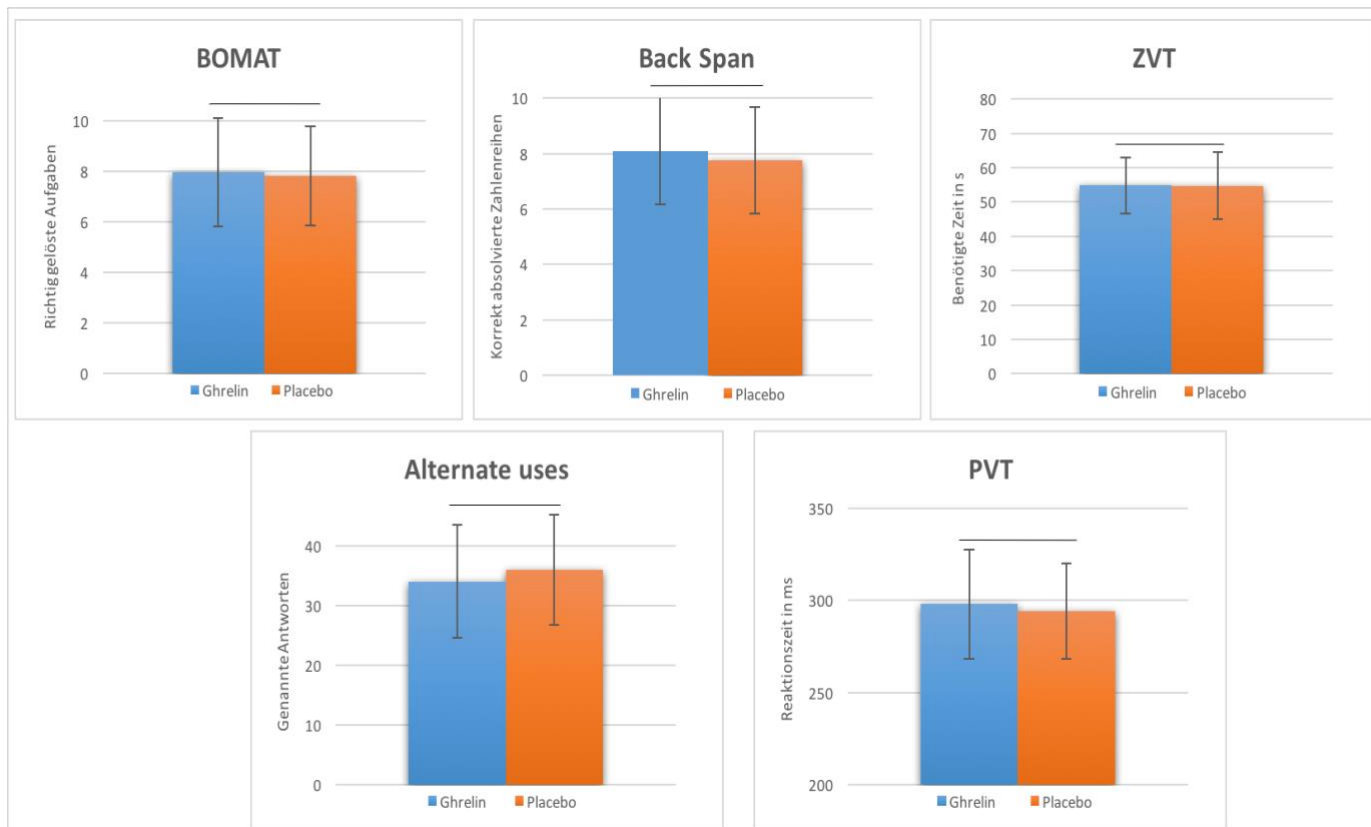 BOMAT
Richtig gelöste Aufgaben
10
8
6
4
2
0
Ghrelin Placebo
Back Span
Korrekt absolvierte Zahlenreihen
10
8
6
4
2
0
Ghrelin Placebo
ZVT
Benötigte Zeit in s
80
70
60
50
40
30
20
10
0
Ghrelin Placebo
Alternate uses
Genannte Antworten
40
30
20
10
0
Ghrelin Placebo
PVT
Reaktionszeit in ms
350
300
250
200
Ghrelin Placebo